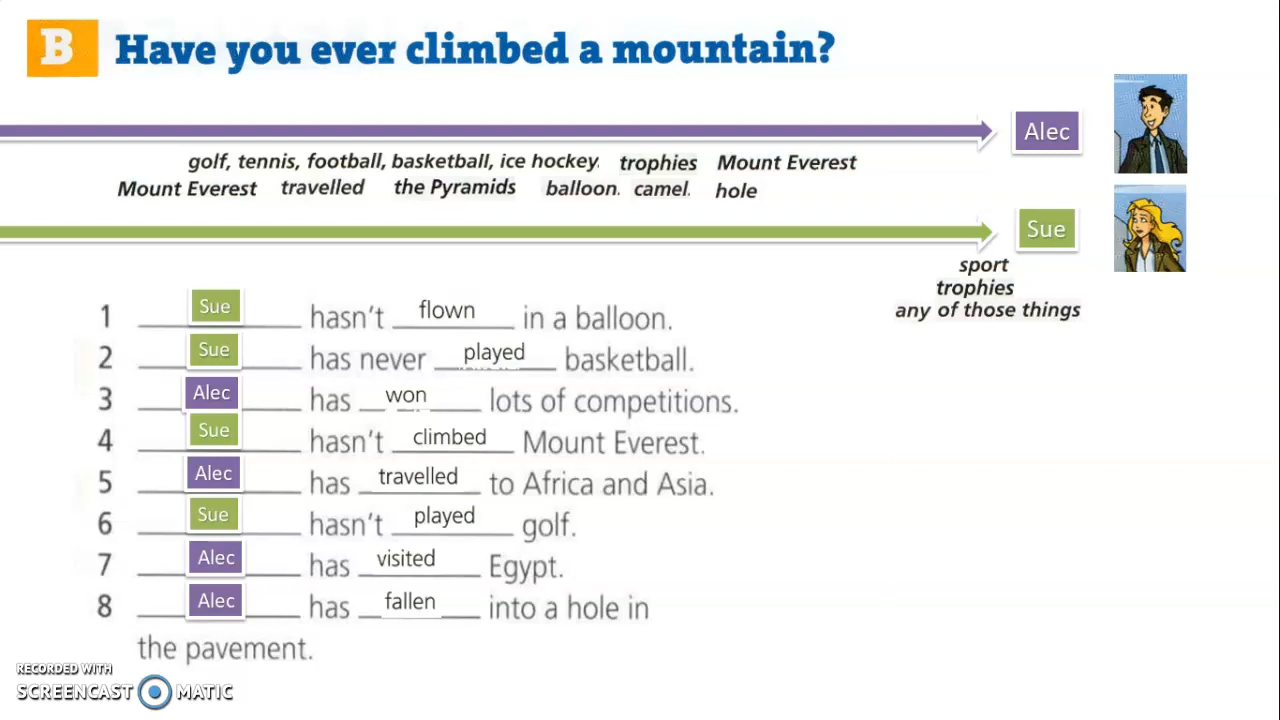 B Have you ever climbed a mountain?
Alec
golf, tennis, football, basketball, ice hockey. trophies Mount Everest
Mount Everest travelled the Pyramids balloon. camel. hole
Sue
sport
trophies
any of those things
1 Sue hasn't flown in a balloon.
2 Sue has never played basketball.
3 Alec has won lots of competitions.
4 Sue hasn't climbed Mount Everest.
5 Alec has travelled to Africa and Asia.
6 Sue hasn't played golf.
7 Alec has visited Egypt.
8 Alec has fallen into a hole in
the pavement.
RECORDED WITH
SCREENCAST MATIC